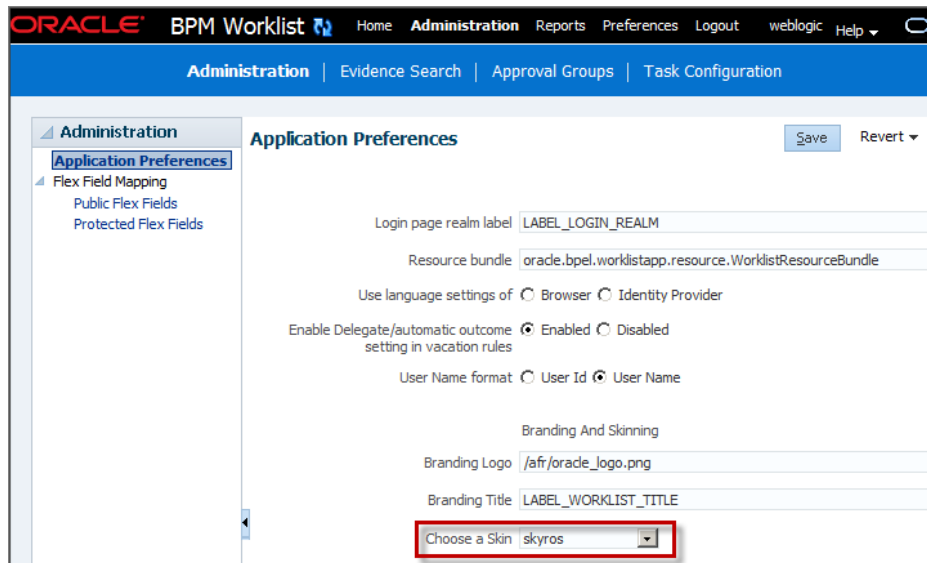 ORACLE BPM Worklist Home Administration Reports Preferences Logout weblogic Help
Administration | Evidence Search | Approval Groups | Task Configuration
Administration
Application Preferences
Flex Field Mapping
Public Flex Fields
Protected Flex Fields
Application Preferences Save Revert
Login page realm label LABEL_LOGIN_REALM
Resource bundle oracle.bpel.worklistapp.resource.WorklistResourceBundle
Use language settings of Browser Identity Provider
Enable Delegate/automatic outcome Enabled Disabled
setting in vacation rules
User Name format User Id User Name
Branding And Skinning
Branding Logo /afr/oracle_logo.png
Branding Title LABEL_WORKLIST_TITLE
Choose a Skin skyros